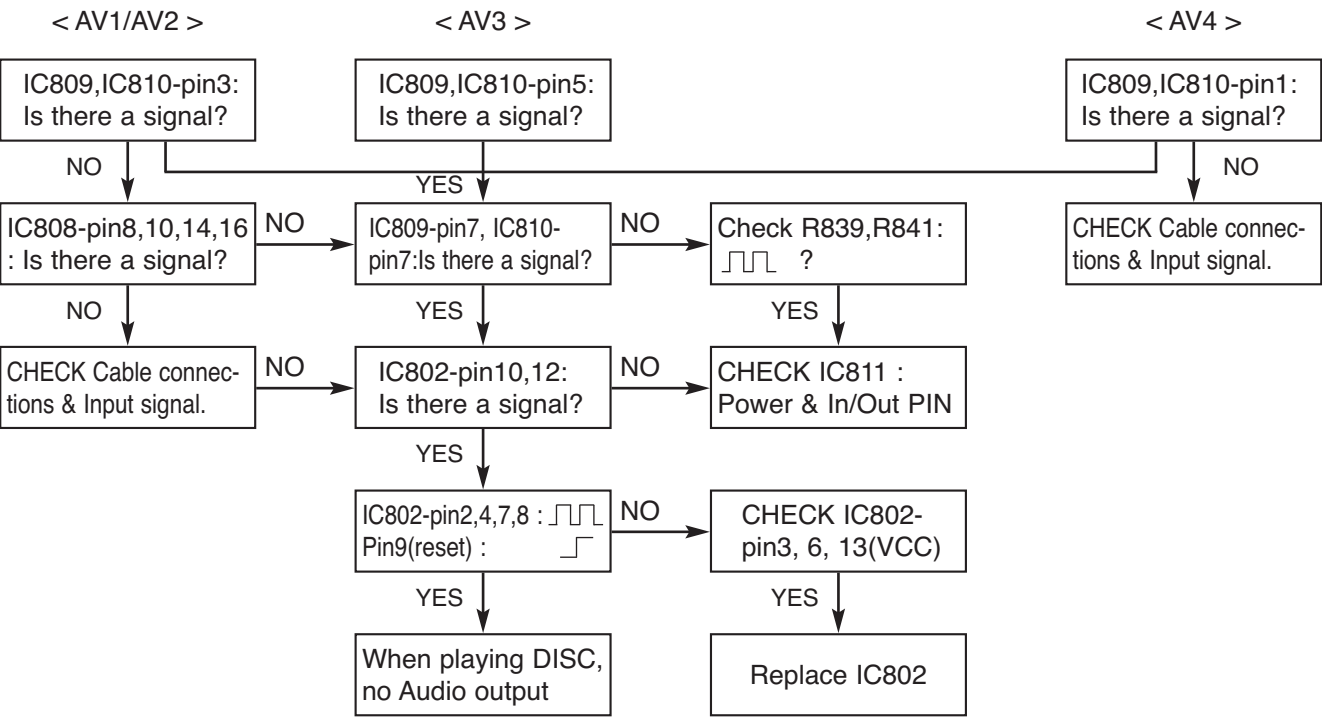 < AV1/AV2 >
< AV3 >
< AV4 >
IC809,IC810-pin3:
Is there a signal?
IC809,IC810-pin5:
Is there a signal?
IC809,IC810-pin1:
Is there a signal?
NO
YES
NO
IC808-pin8,10,14,16
: Is there a signal?
NO
IC809-pin7, IC810-
pin7:Is there a signal?
NO
Check R839,R841:
?
CHECK Cable connec-
tions & Input signal.
NO
YES
YES
CHECK Cable connec-
tions & Input signal.
NO
IC802-pin10,12:
Is there a signal?
NO
CHECK IC811 :
Power & In/Out PIN
YES
IC802-pin2,4,7,8 :
Pin9(reset) :
NO
CHECK IC802-
pin3, 6, 13(VCC)
YES
YES
When playing DISC,
no Audio output
Replace IC802